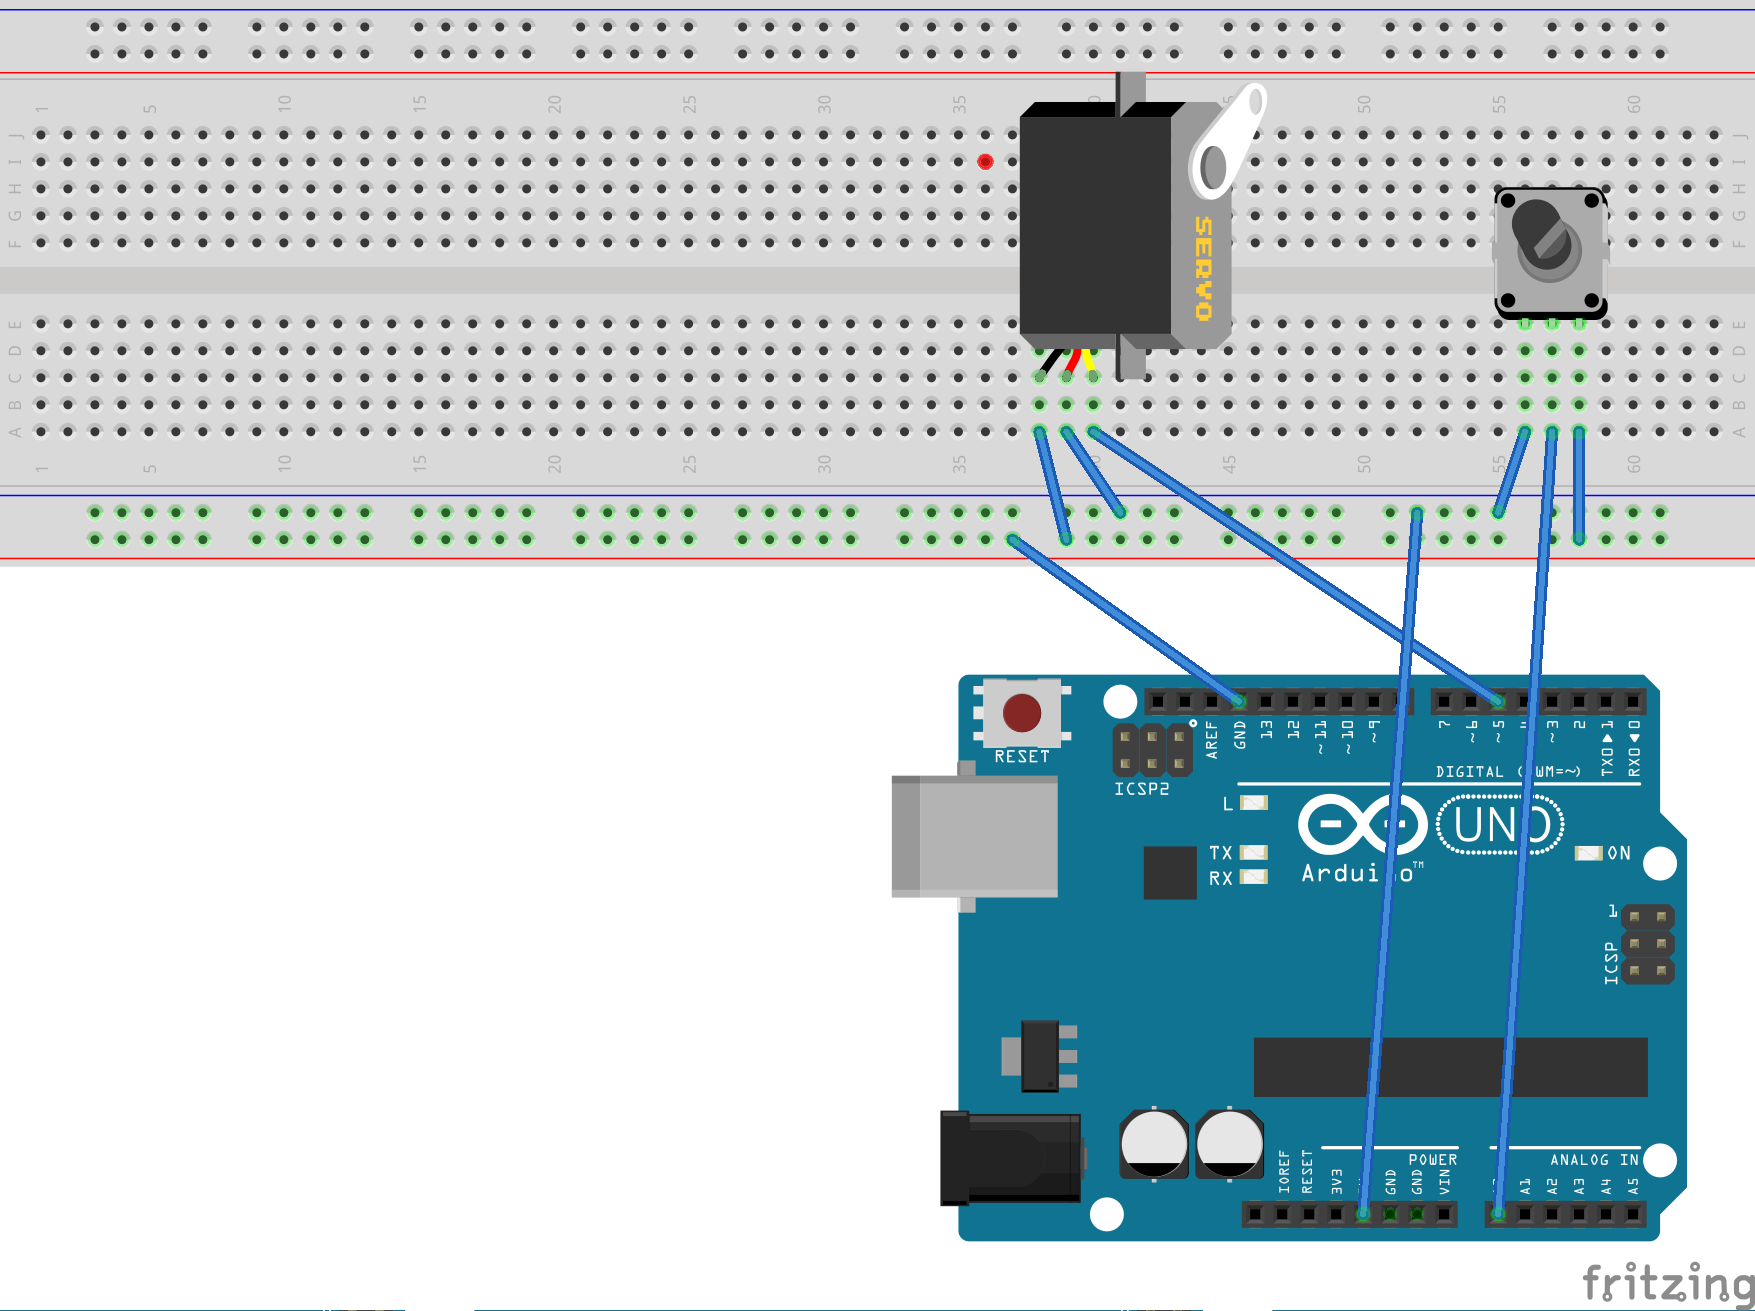 1 5 10 15 20 25 30 35 45 50 55 60
J J
I I
H H
G G
F F
SERVO
E E
D D
C C
B B
A A
1 5 10 15 20 25 30 35 45 50 55 60
RESET
AREF GND 13 12 ~11 ~10 ~9 7 ~6 ~5 ~3 2 TX0▶1 RX0◀0
DIGITAL (PWM=~)
ICSP2
L
UNO
TX
RX
ON
Arduino™
1
ICSP
POWER ANALOG IN
IOREF RESET 3V3 GND GND VIN A1 A2 A3 A4 A5
fritzing